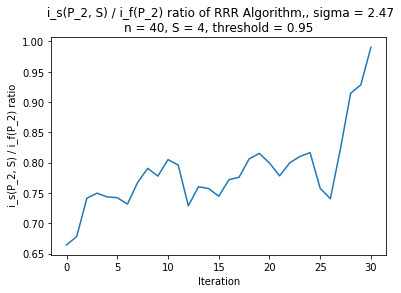 i_s(P_2, S) / i_f(P_2) ratio of RRR Algorithm,, sigma = 2.47
n = 40, S = 4, threshold = 0.95
i_s(P_2, S) / i_f(P_2) ratio
1.00
0.95
0.90
0.85
0.80
0.75
0.70
0.65
0 5 10 15 20 25 30
Iteration